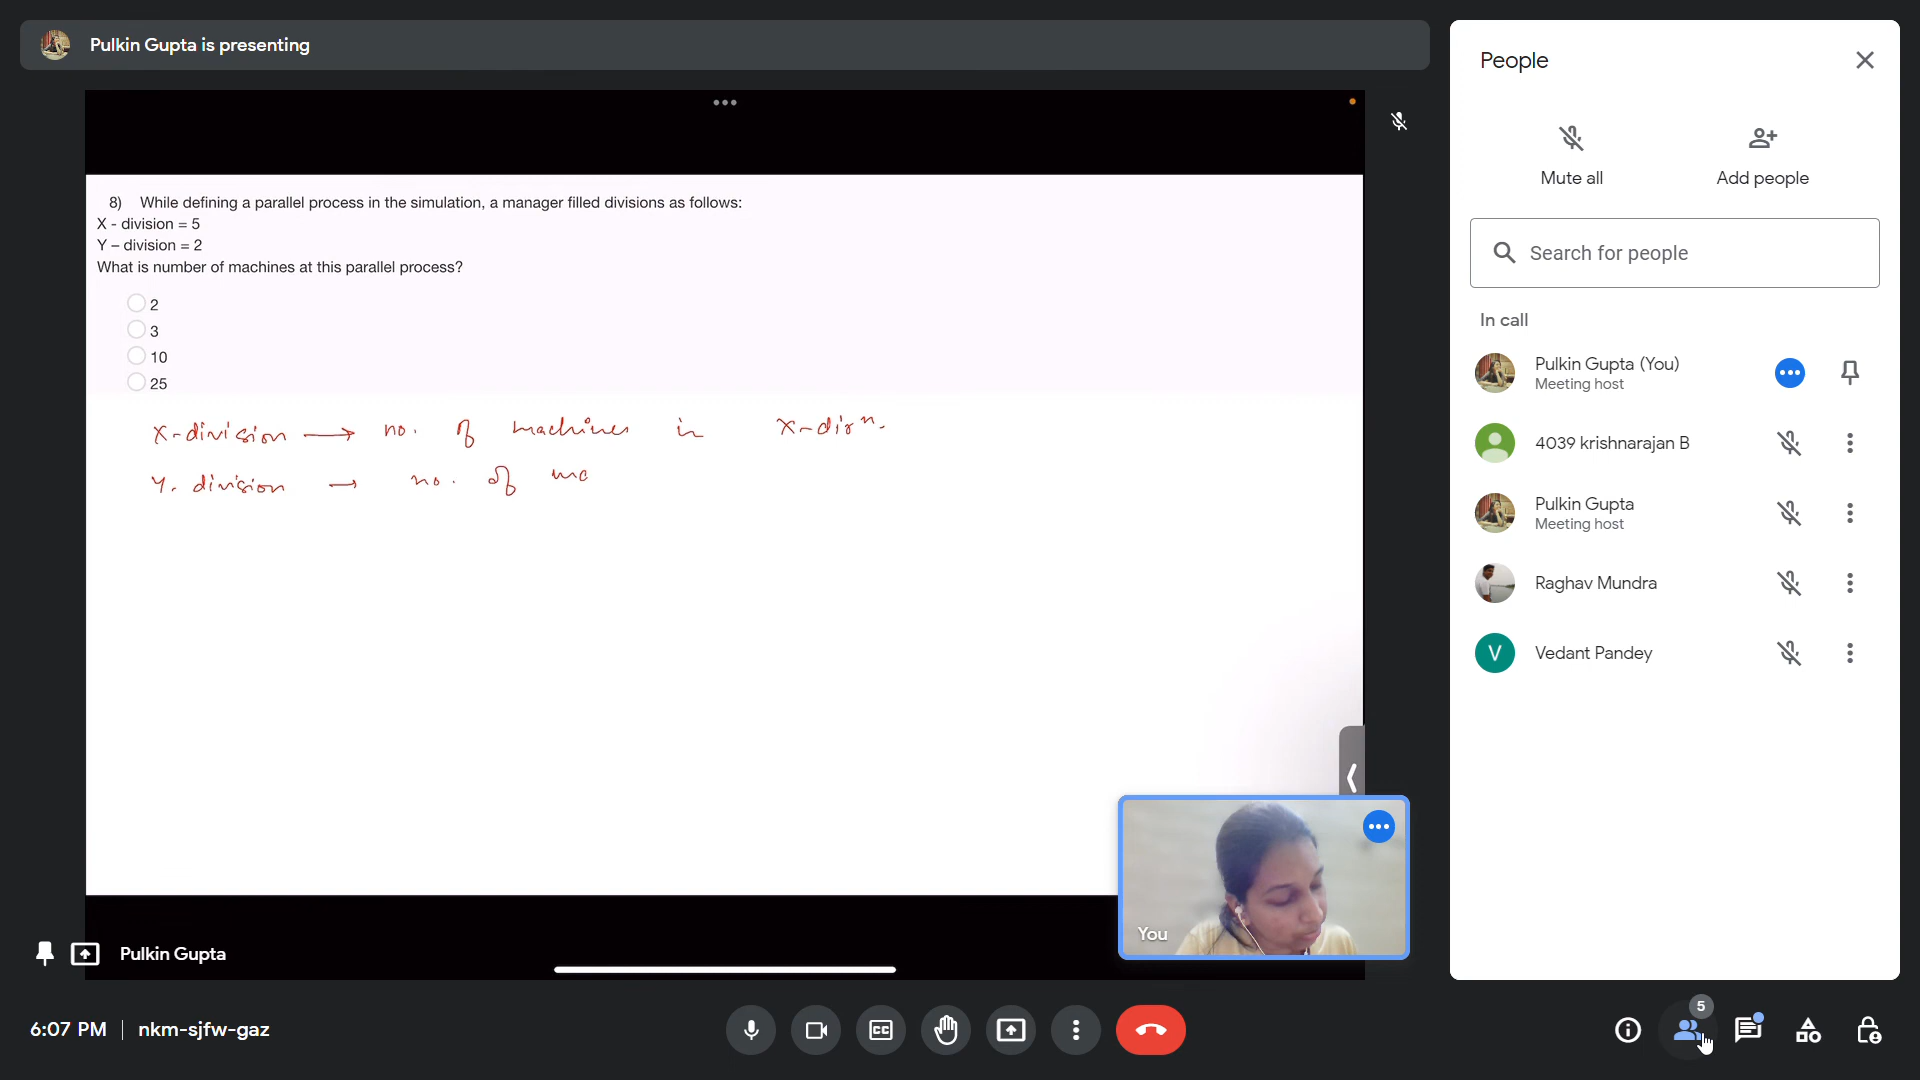 Pulkin Gupta is presenting
8) While defining a parallel process in the simulation, a manager filled divisions as follows:
X - division = 5
Y – division = 2
What is number of machines at this parallel process?
2
3
10
25
X-division → no. of machines in X-dirn.
Y. division → no. of ma
You
Pulkin Gupta
6:07 PM | nkm-sjfw-gaz
CC
5
People
Mute all
Add people
Search for people
In call
Pulkin Gupta (You)
Meeting host
4039 krishnarajan B
Pulkin Gupta
Meeting host
Raghav Mundra
V
Vedant Pandey